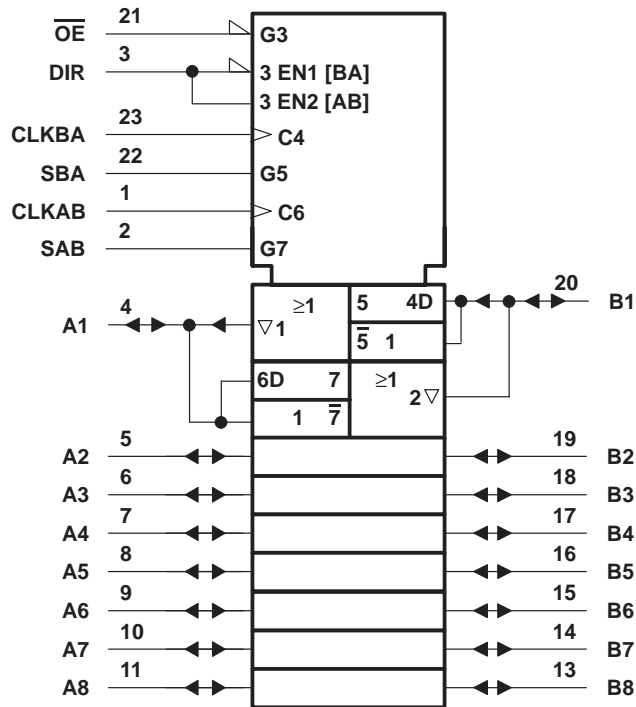 21
OE
G3
3
DIR
3 EN1 [BA]
3 EN2 [AB]
23
CLKBA
C4
22
SBA
G5
1
CLKAB
C6
2
SAB
G7
20
4
≥1
5 4D
B1
A1
▽1
5 1
6D 7
≥1
2▽
1 7
5
19
A2
B2
6
18
A3
B3
7
17
A4
B4
8
16
A5
B5
9
15
A6
B6
10
14
A7
B7
11
13
A8
B8